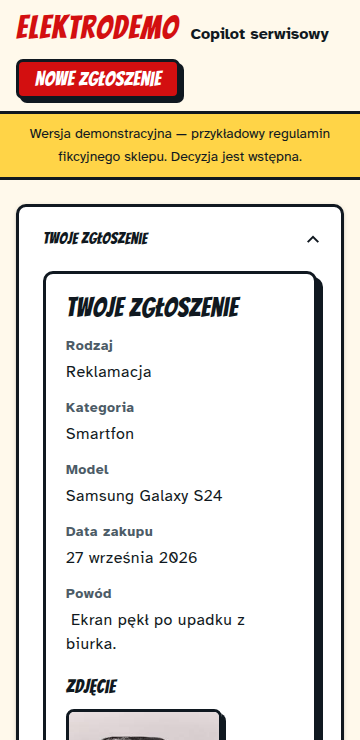 ELEKTRODEMO Copilot serwisowy
NOWE ZGŁOSZENIE
Wersja demonstracyjna — przykładowy regulamin
fikcyjnego sklepu. Decyzja jest wstępna.
TWOJE ZGŁOSZENIE
TWOJE ZGŁOSZENIE
Rodzaj
Reklamacja
Kategoria
Smartfon
Model
Samsung Galaxy S24
Data zakupu
27 września 2026
Powód
Ekran pękł po upadku z
biurka.
ZDJĘCIE